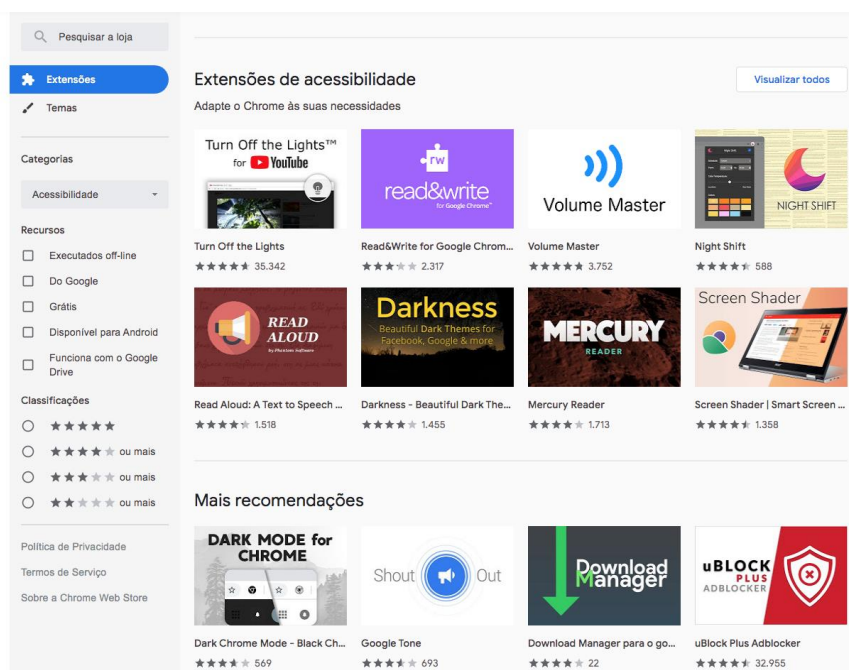 Pesquisar a loja
Extensões
Temas
Categorias
Acessibilidade
Recursos
Executados off-line
Do Google
Grátis
Disponível para Android
Funciona com o Google
Drive
Classificações
ou mais
ou mais
ou mais
Política de Privacidade
Termos de Serviço
Sobre a Chrome Web Store
Extensões de acessibilidade
Visualizar todos
Adapte o Chrome às suas necessidades
Turn Off the Lights™
for YouTube
rw
read&write
for Google Chrome™
Volume Master
NIGHT SHIFT
Turn Off the Lights
35.342
Read&Write for Google Chrom...
2.317
Volume Master
3.752
Night Shift
588
READ
ALOUD
by Phantom Software
Darkness
Beautiful Dark Themes for
Facebook, Google & more
MERCURY
READER
Screen Shader
Read Aloud: A Text to Speech ...
1.518
Darkness - Beautiful Dark The...
1.455
Mercury Reader
1.713
Screen Shader | Smart Screen ...
1.358
Mais recomendações
DARK MODE for
CHROME
Shout Out
Download
Manager
uBLOCK
PLUS
ADBLOCKER
Dark Chrome Mode - Black Ch...
569
Google Tone
693
Download Manager para o go...
22
uBlock Plus Adblocker
32.955